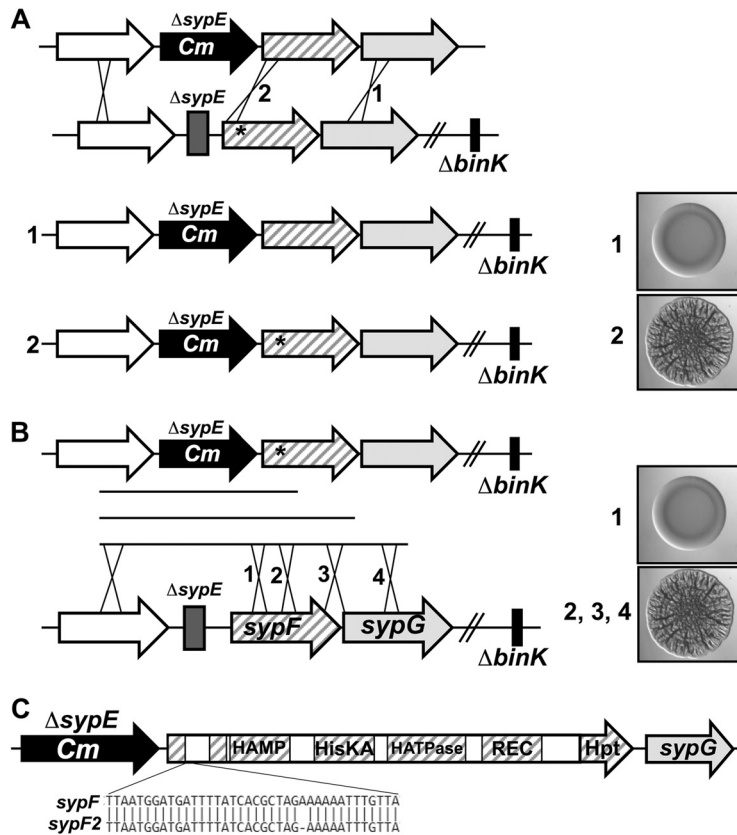 A
ΔsypE
Cm
ΔsypE
2
1
*
ΔbinK
ΔsypE
1
Cm
ΔbinK
1
ΔsypE
2
Cm
*
ΔbinK
2
B
ΔsypE
Cm
*
ΔbinK
1
1 2 3 4
ΔsypE
sypF sypG
ΔbinK
2, 3, 4
C
ΔsypE
Cm
HAMP HisKA HATPase REC Hpt sypG
sypF TTAATGGATGATTTTATCACGCTAGAAAAAATTTGTTA
sypF2 TTAATGGATGATTTTATCACGCTAG-AAAAATTTGTTA